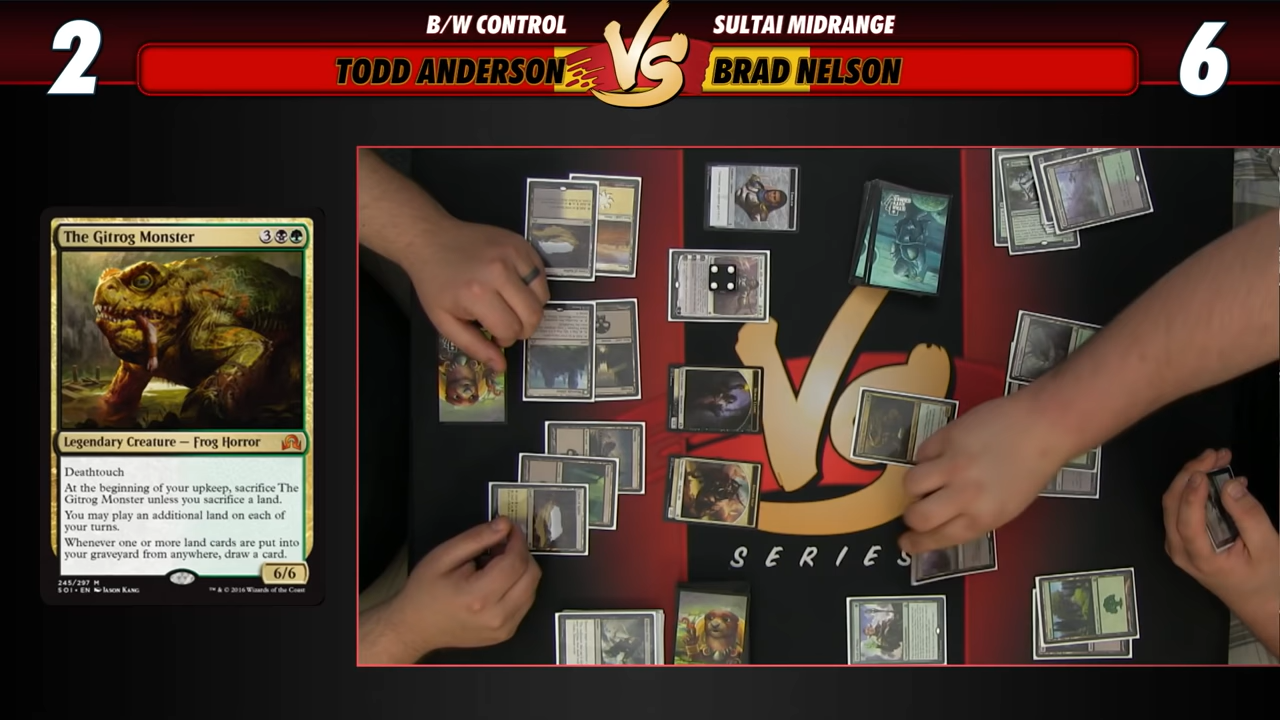 2
B/W CONTROL
SULTAI MIDRANGE
6
TODD ANDERSON
VS
BRAD NELSON
The Gitrog Monster 3
Legendary Creature — Frog Horror
Deathtouch
At the beginning of your upkeep, sacrifice The
Gitrog Monster unless you sacrifice a land.
You may play an additional land on each of
your turns.
Whenever one or more land cards are put into
your graveyard from anywhere, draw a card.
6/6
245/297 M
SOI • EN JASON KANG
™ & © 2016 Wizards of the Coast
VS
SERIES